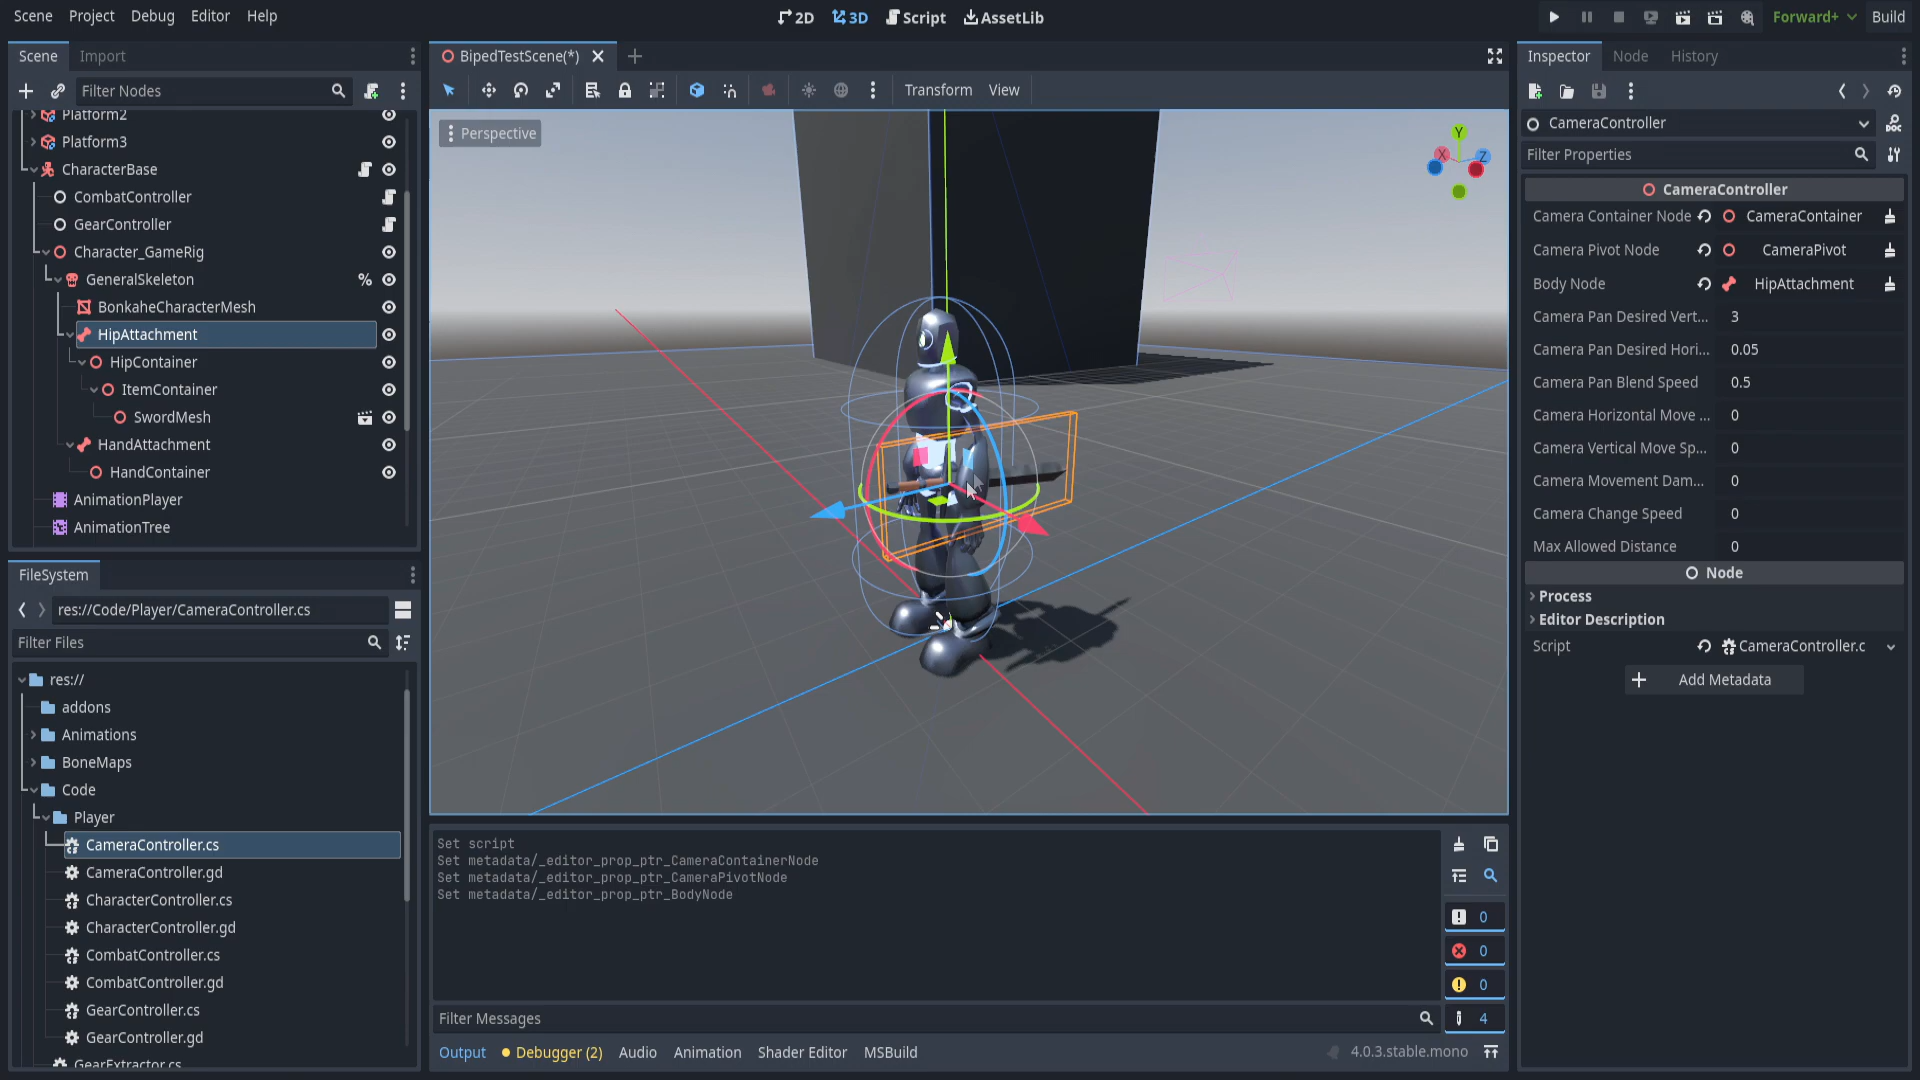 Scene Project Debug Editor Help
2D 3D Script AssetLib
Forward+ Build
Scene Import
Filter Nodes
Platform2
Platform3
CharacterBase
CombatController
GearController
Character_GameRig
GeneralSkeleton %
BonkaheCharacterMesh
HipAttachment
HipContainer
ItemContainer
SwordMesh
HandAttachment
HandContainer
AnimationPlayer
AnimationTree
FileSystem
res://Code/Player/CameraController.cs
Filter Files
res://
addons
Animations
BoneMaps
Code
Player
CameraController.cs
CameraController.gd
CharacterController.cs
CharacterController.gd
CombatController.cs
CombatController.gd
GearController.cs
GearController.gd
GearExtractor.cs
BipedTestScene(*)
Transform View
Perspective
Y
X
Z
Set script
Set metadata/_editor_prop_ptr_CameraContainerNode
Set metadata/_editor_prop_ptr_CameraPivotNode
Set metadata/_editor_prop_ptr_BodyNode
0
0
0
4
Filter Messages
Output Debugger (2) Audio Animation Shader Editor MSBuild
4.0.3.stable.mono
Inspector Node History
CameraController
Filter Properties
CameraController
Camera Container Node CameraContainer
Camera Pivot Node CameraPivot
Body Node HipAttachment
Camera Pan Desired Vert... 3
Camera Pan Desired Hori... 0.05
Camera Pan Blend Speed 0.5
Camera Horizontal Move ... 0
Camera Vertical Move Sp... 0
Camera Movement Dam... 0
Camera Change Speed 0
Max Allowed Distance 0
Node
Process
Editor Description
Script CameraController.c
Add Metadata